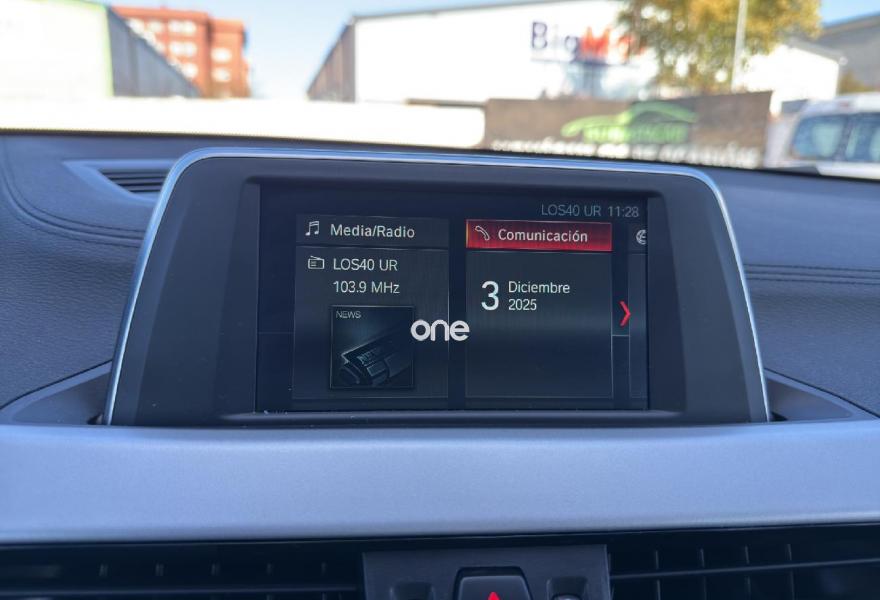 LOS40 UR 11:28
Media/Radio
Comunicación
LOS40 UR
103.9 MHz
3 Diciembre
2025
NEWS
one